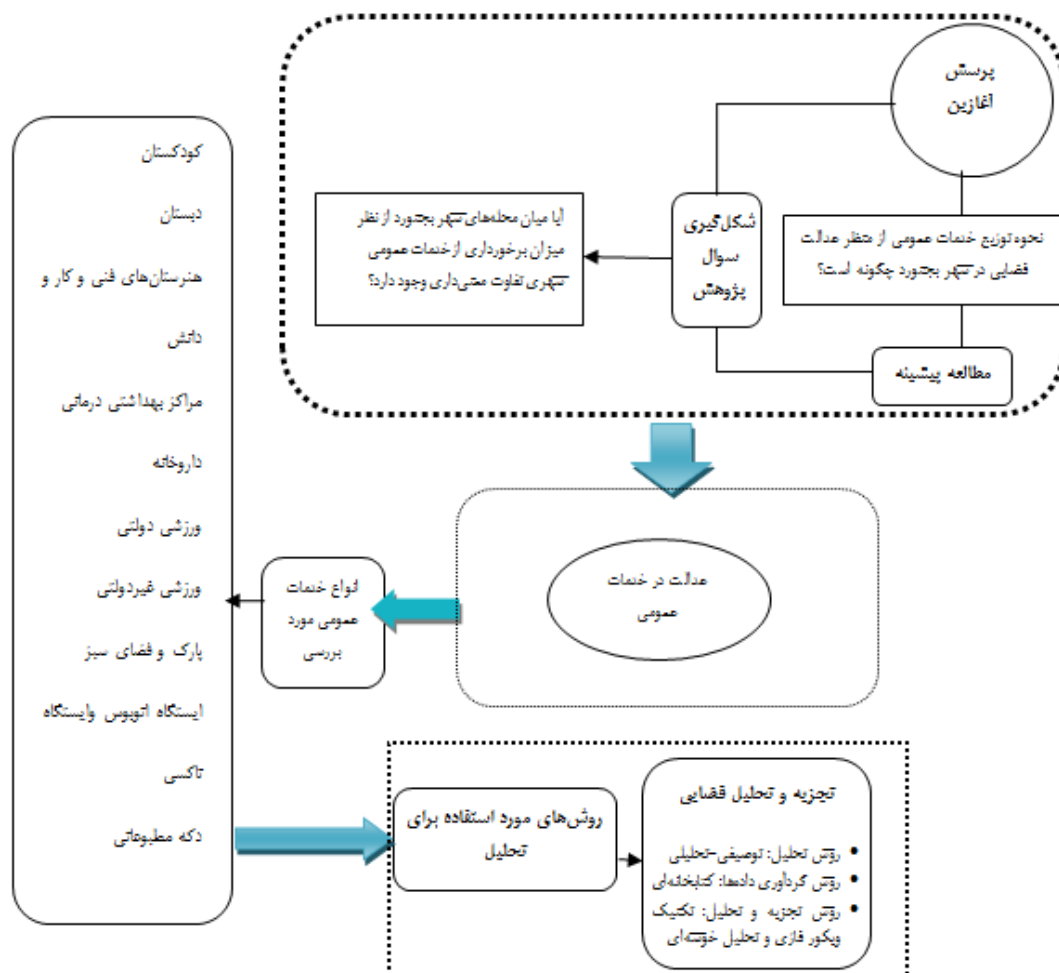 پرسش
آغازین
نحوه توزیع خدمات عمومی از منظر عدالت
فضایی در شهر بجنورد چگونه است؟
مطالعه پیشینه
شکل‌گیری
سوال
پژوهش
آیا میان محله‌های شهر بجنورد از نظر
میزان برخورداری از خدمات عمومی
شهری تفاوت معنی‌داری وجود دارد؟
عدالت در خدمات
عمومی
انواع خدمات
عمومی مورد
بررسی
کودکستان
دبستان
هنرستان‌های فنی و کار و
دانش
مراکز بهداشتی درمانی
داروخانه
ورزشی دولتی
ورزشی غیردولتی
پارک و فضای سبز
ایستگاه اتوبوس وایستگاه
تاکسی
دکه مطبوعاتی
روش‌های مورد استفاده برای
تحلیل
تجزیه و تحلیل فضایی
• روش تحلیل: توصیفی-تحلیلی
• روش گردآوری داده‌ها: کتابخانه‌ای
• روش تجزیه و تحلیل: تکنیک
ویکور فازی و تحلیل خوشه‌ای